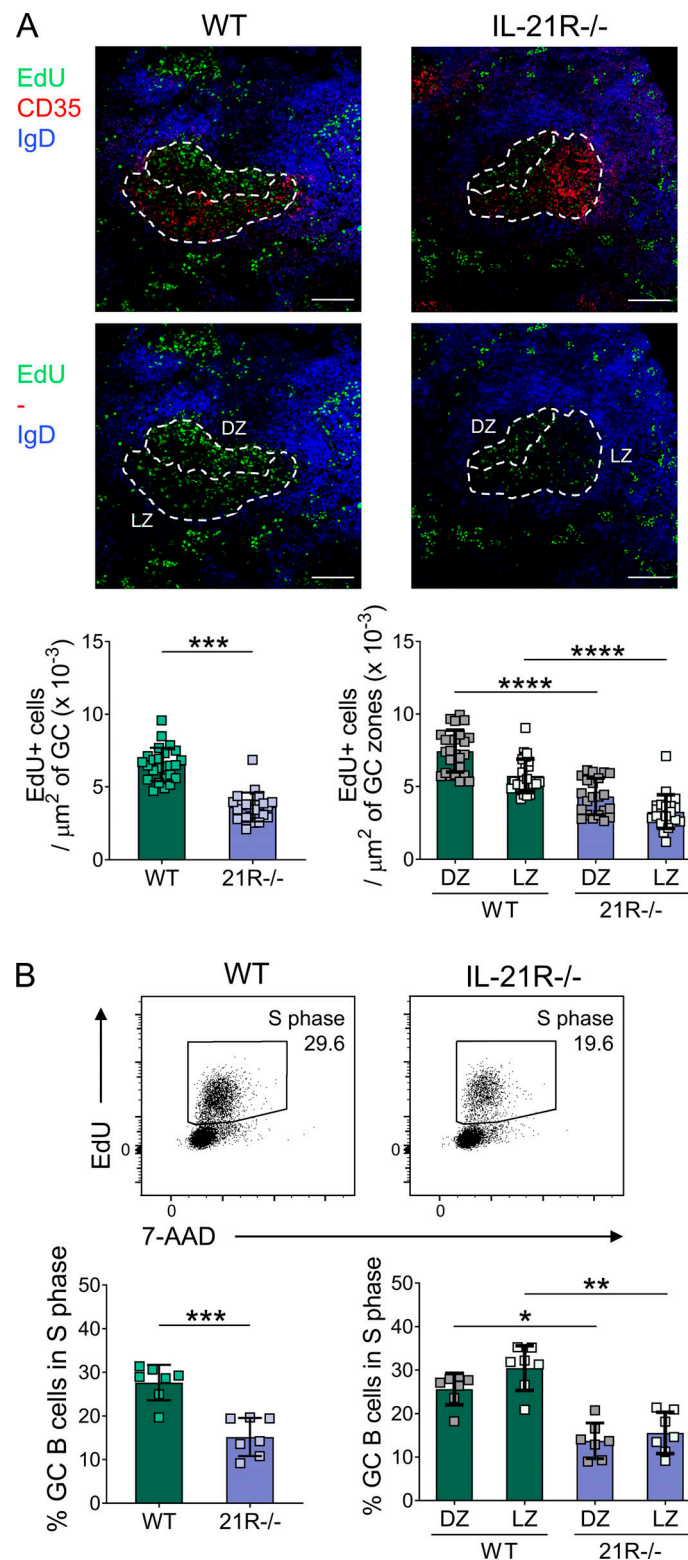 A
WT
IL-21R-/-
EdU
CD35
IgD
EdU
-
IgD
DZ
LZ
DZ
LZ
EdU+ cells
/ μm² of GC (x 10⁻³)
15
10
5
0
***
WT
21R-/-
EdU+ cells
/ μm² of GC zones (x 10⁻³)
15
10
5
0
****
****
DZ
LZ
DZ
LZ
WT
21R-/-
B
WT
IL-21R-/-
S phase
29.6
S phase
19.6
EdU
0
0
0
0
7-AAD
% GC B cells in S phase
50
40
30
20
10
0
***
WT
21R-/-
% GC B cells in S phase
50
40
30
20
10
0
**
*
DZ
LZ
DZ
LZ
WT
21R-/-